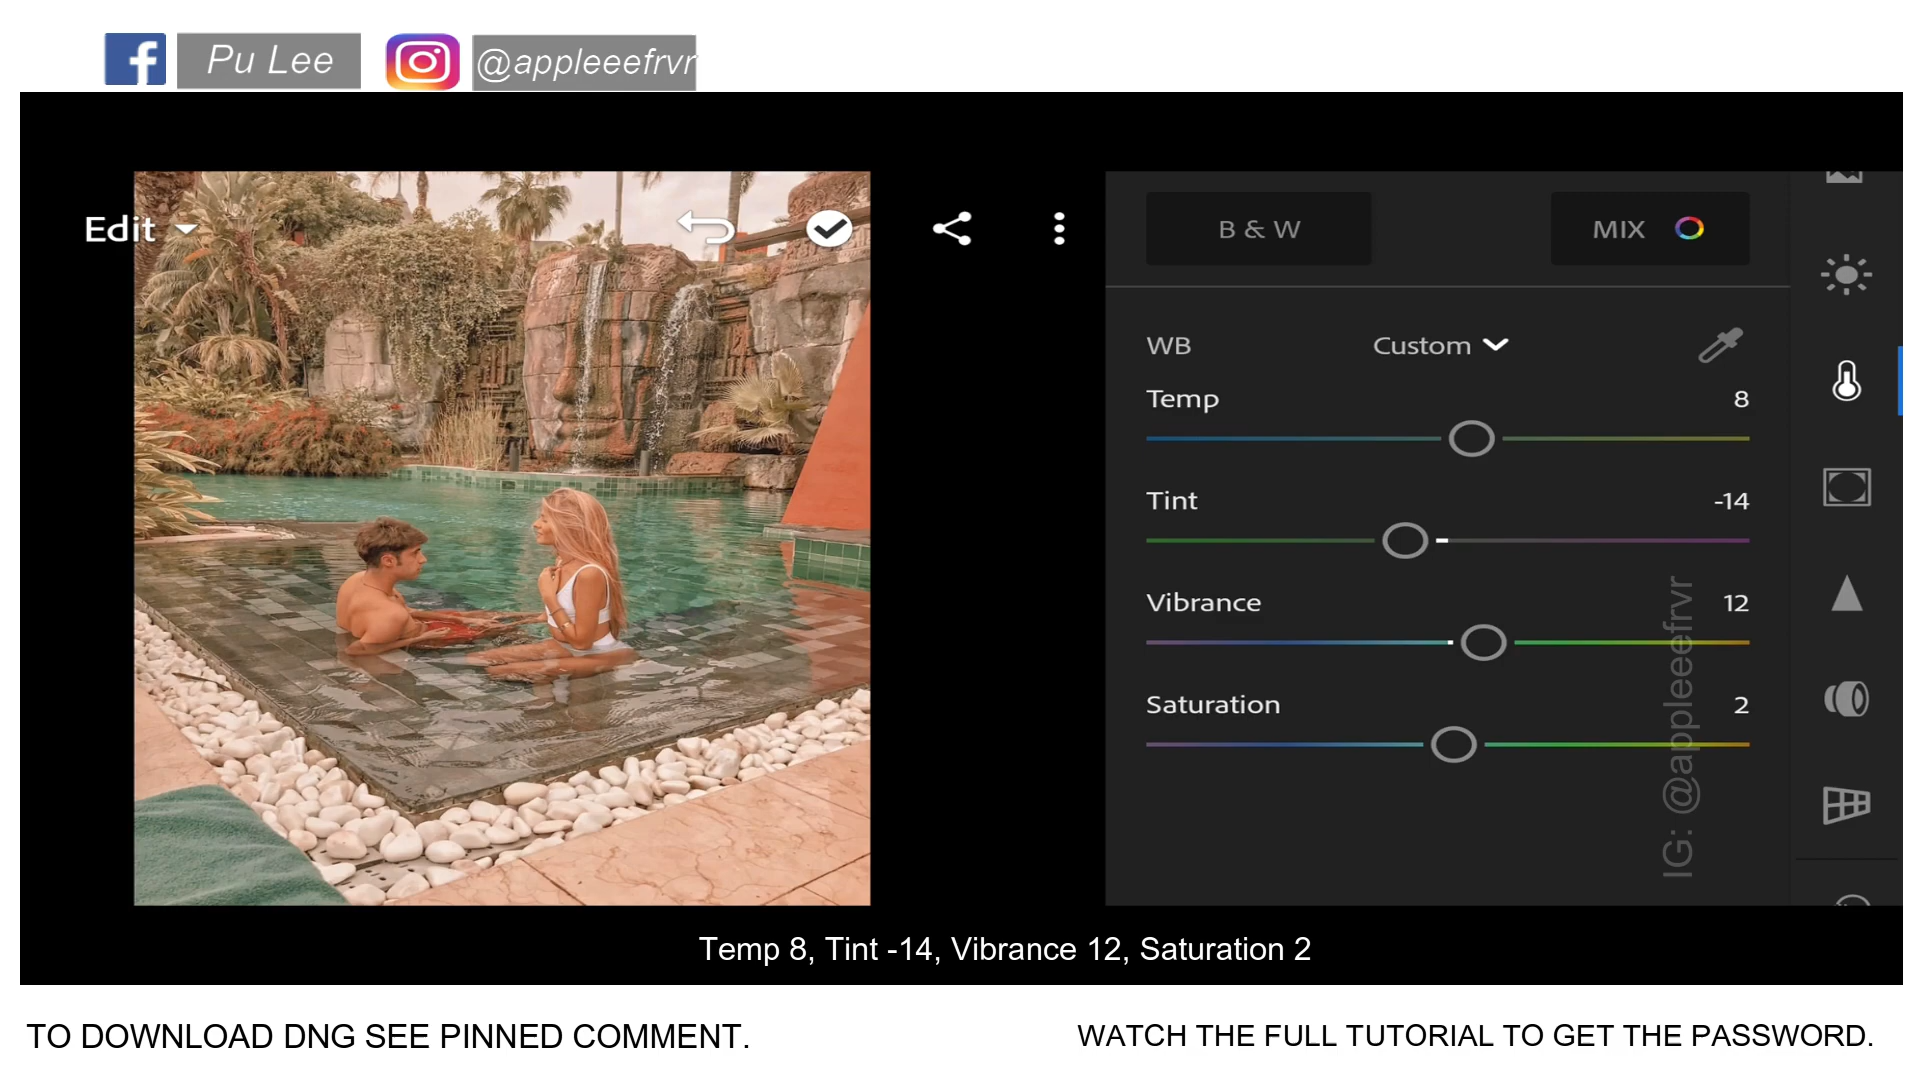 f Pu Lee @appleeefrvr
Edit
B & W MIX
WB Custom
Temp 8
Tint -14
Vibrance 12
Saturation 2
IG: @appleeefrvr
Temp 8, Tint -14, Vibrance 12, Saturation 2
TO DOWNLOAD DNG SEE PINNED COMMENT. WATCH THE FULL TUTORIAL TO GET THE PASSWORD.